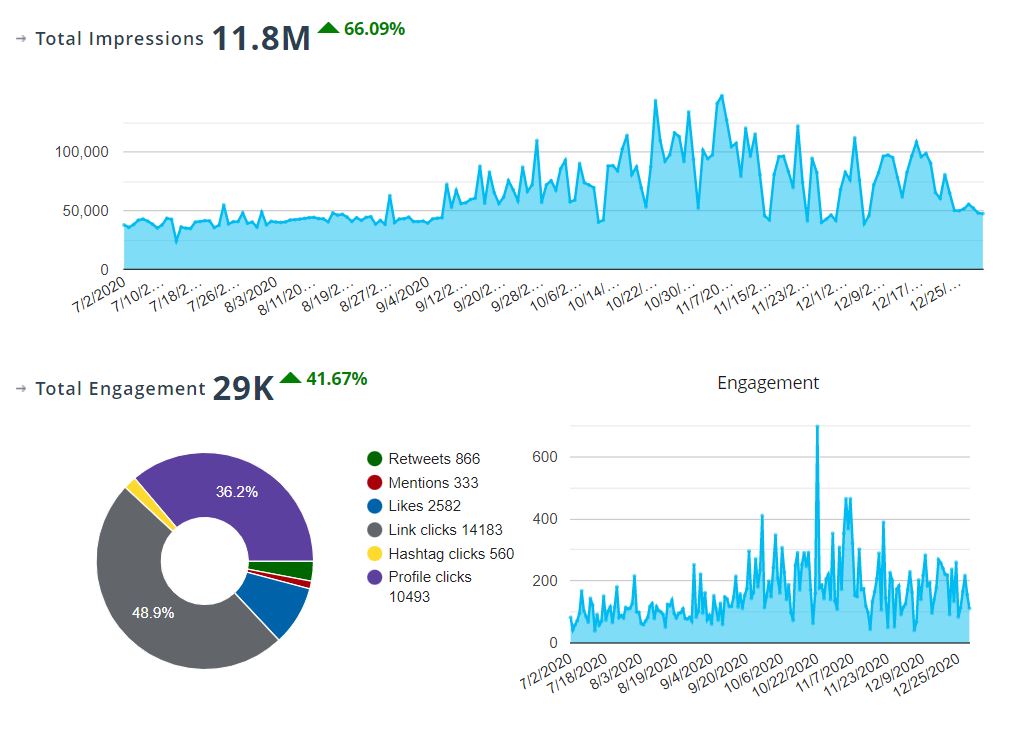 → Total Impressions 11.8M ▲ 66.09%
100,000
50,000
0
7/2/2020 7/10/2... 7/18/2... 7/26/2... 8/3/2020 8/11/20... 8/19/2... 8/27/2... 9/4/2020 9/12/2... 9/20/2... 9/28/2... 10/6/2... 10/14/... 10/22/... 10/30/... 11/7/20... 11/15/2... 11/23/2... 12/1/2... 12/9/2... 12/17/... 12/25/...
→ Total Engagement 29K ▲ 41.67%
36.2%
48.9%
Retweets 866
Mentions 333
Likes 2582
Link clicks 14183
Hashtag clicks 560
Profile clicks
10493
Engagement
600
400
200
0
7/2/2020 7/18/2020 8/3/2020 8/19/2020 9/4/2020 9/20/2020 10/6/2020 10/22/2020 11/7/2020 11/23/2020 12/9/2020 12/25/2020